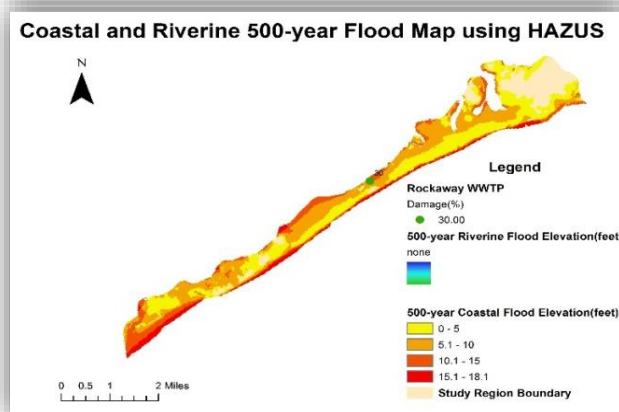 Coastal and Riverine 500-year Flood Map using HAZUS
N
30
Legend
Rockaway WWTP
Damage(%)
30.00
500-year Riverine Flood Elevation(feet
none
500-year Coastal Flood Elevation(feet)
0 - 5
5.1 - 10
10.1 - 15
15.1 - 18.1
Study Region Boundary
0 0.5 1 2 Miles